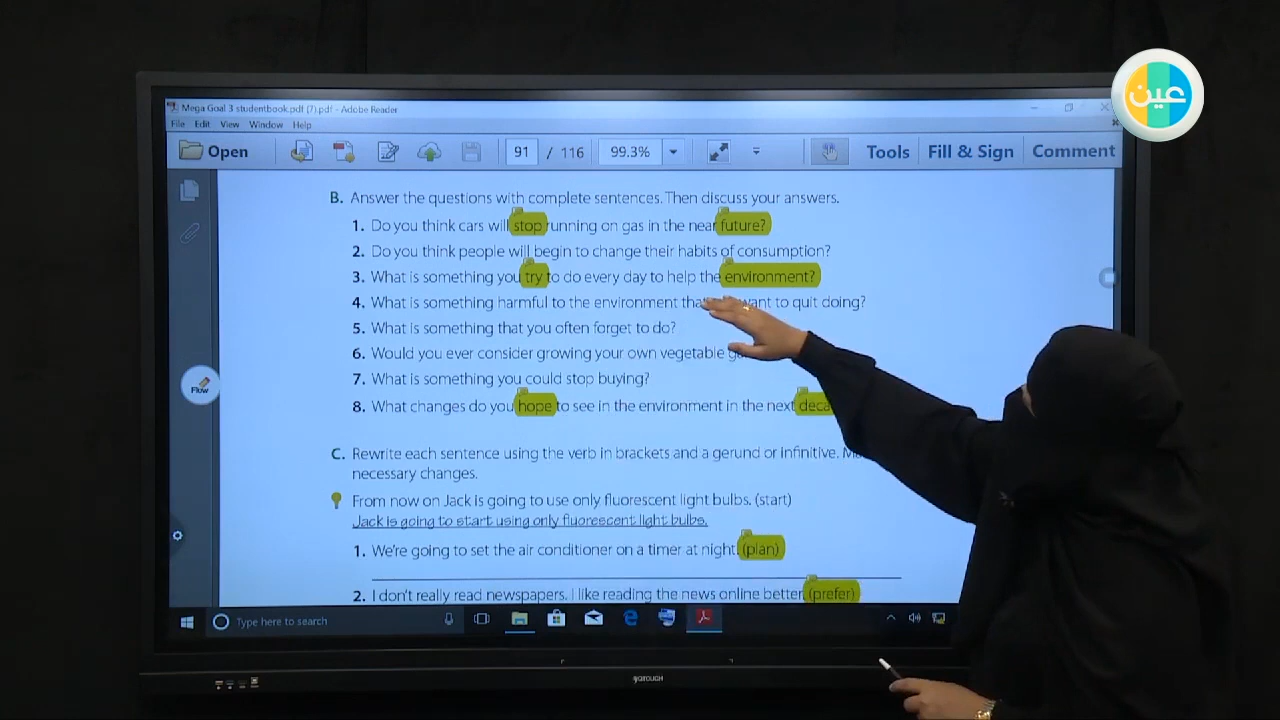 عين
Mega Goal 3 studentbook.pdf (7).pdf - Adobe Reader
File Edit View Window Help
Open 91 / 116 99.3% Tools Fill & Sign Comment
B. Answer the questions with complete sentences. Then discuss your answers.
1. Do you think cars will stop running on gas in the near future?
2. Do you think people will begin to change their habits of consumption?
3. What is something you try to do every day to help the environment?
4. What is something harmful to the environment want to quit doing?
5. What is something that you often forget to do?
6. Would you ever consider growing your own vegetable
7. What is something you could stop buying?
8. What changes do you hope to see in the environment in the next
C. Rewrite each sentence using the verb in brackets and a gerund or infinitive.
necessary changes.
From now on Jack is going to use only fluorescent light bulbs. (start)
Jack is going to start using only fluorescent light bulbs.
1. We're going to set the air conditioner on a timer at night. (plan)
2. I don't really read newspapers. I like reading the news online better. (prefer)
Flow
Type here to search